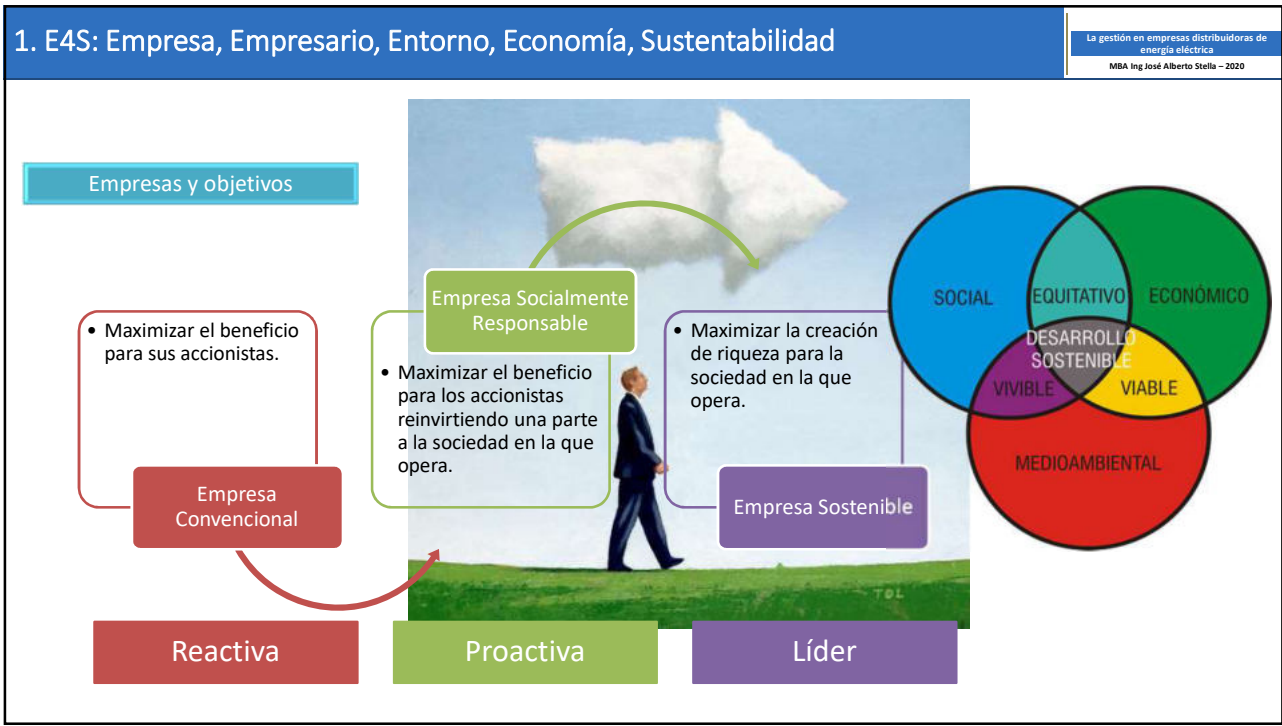 1. E4S: Empresa, Empresario, Entorno, Economía, Sustentabilidad
La gestión en empresas distribuidoras de
energía eléctrica
MBA Ing José Alberto Stella – 2020
Empresas y objetivos
• Maximizar el beneficio
para sus accionistas.
Empresa
Convencional
Empresa Socialmente
Responsable
• Maximizar el beneficio
para los accionistas
reinvirtiendo una parte
a la sociedad en la que
opera.
• Maximizar la creación
de riqueza para la
sociedad en la que
opera.
Empresa Sostenible
SOCIAL
EQUITATIVO
ECONÓMICO
DESARROLLO
SOSTENIBLE
VIVIBLE
VIABLE
MEDIOAMBIENTAL
TOL
Reactiva
Proactiva
Líder